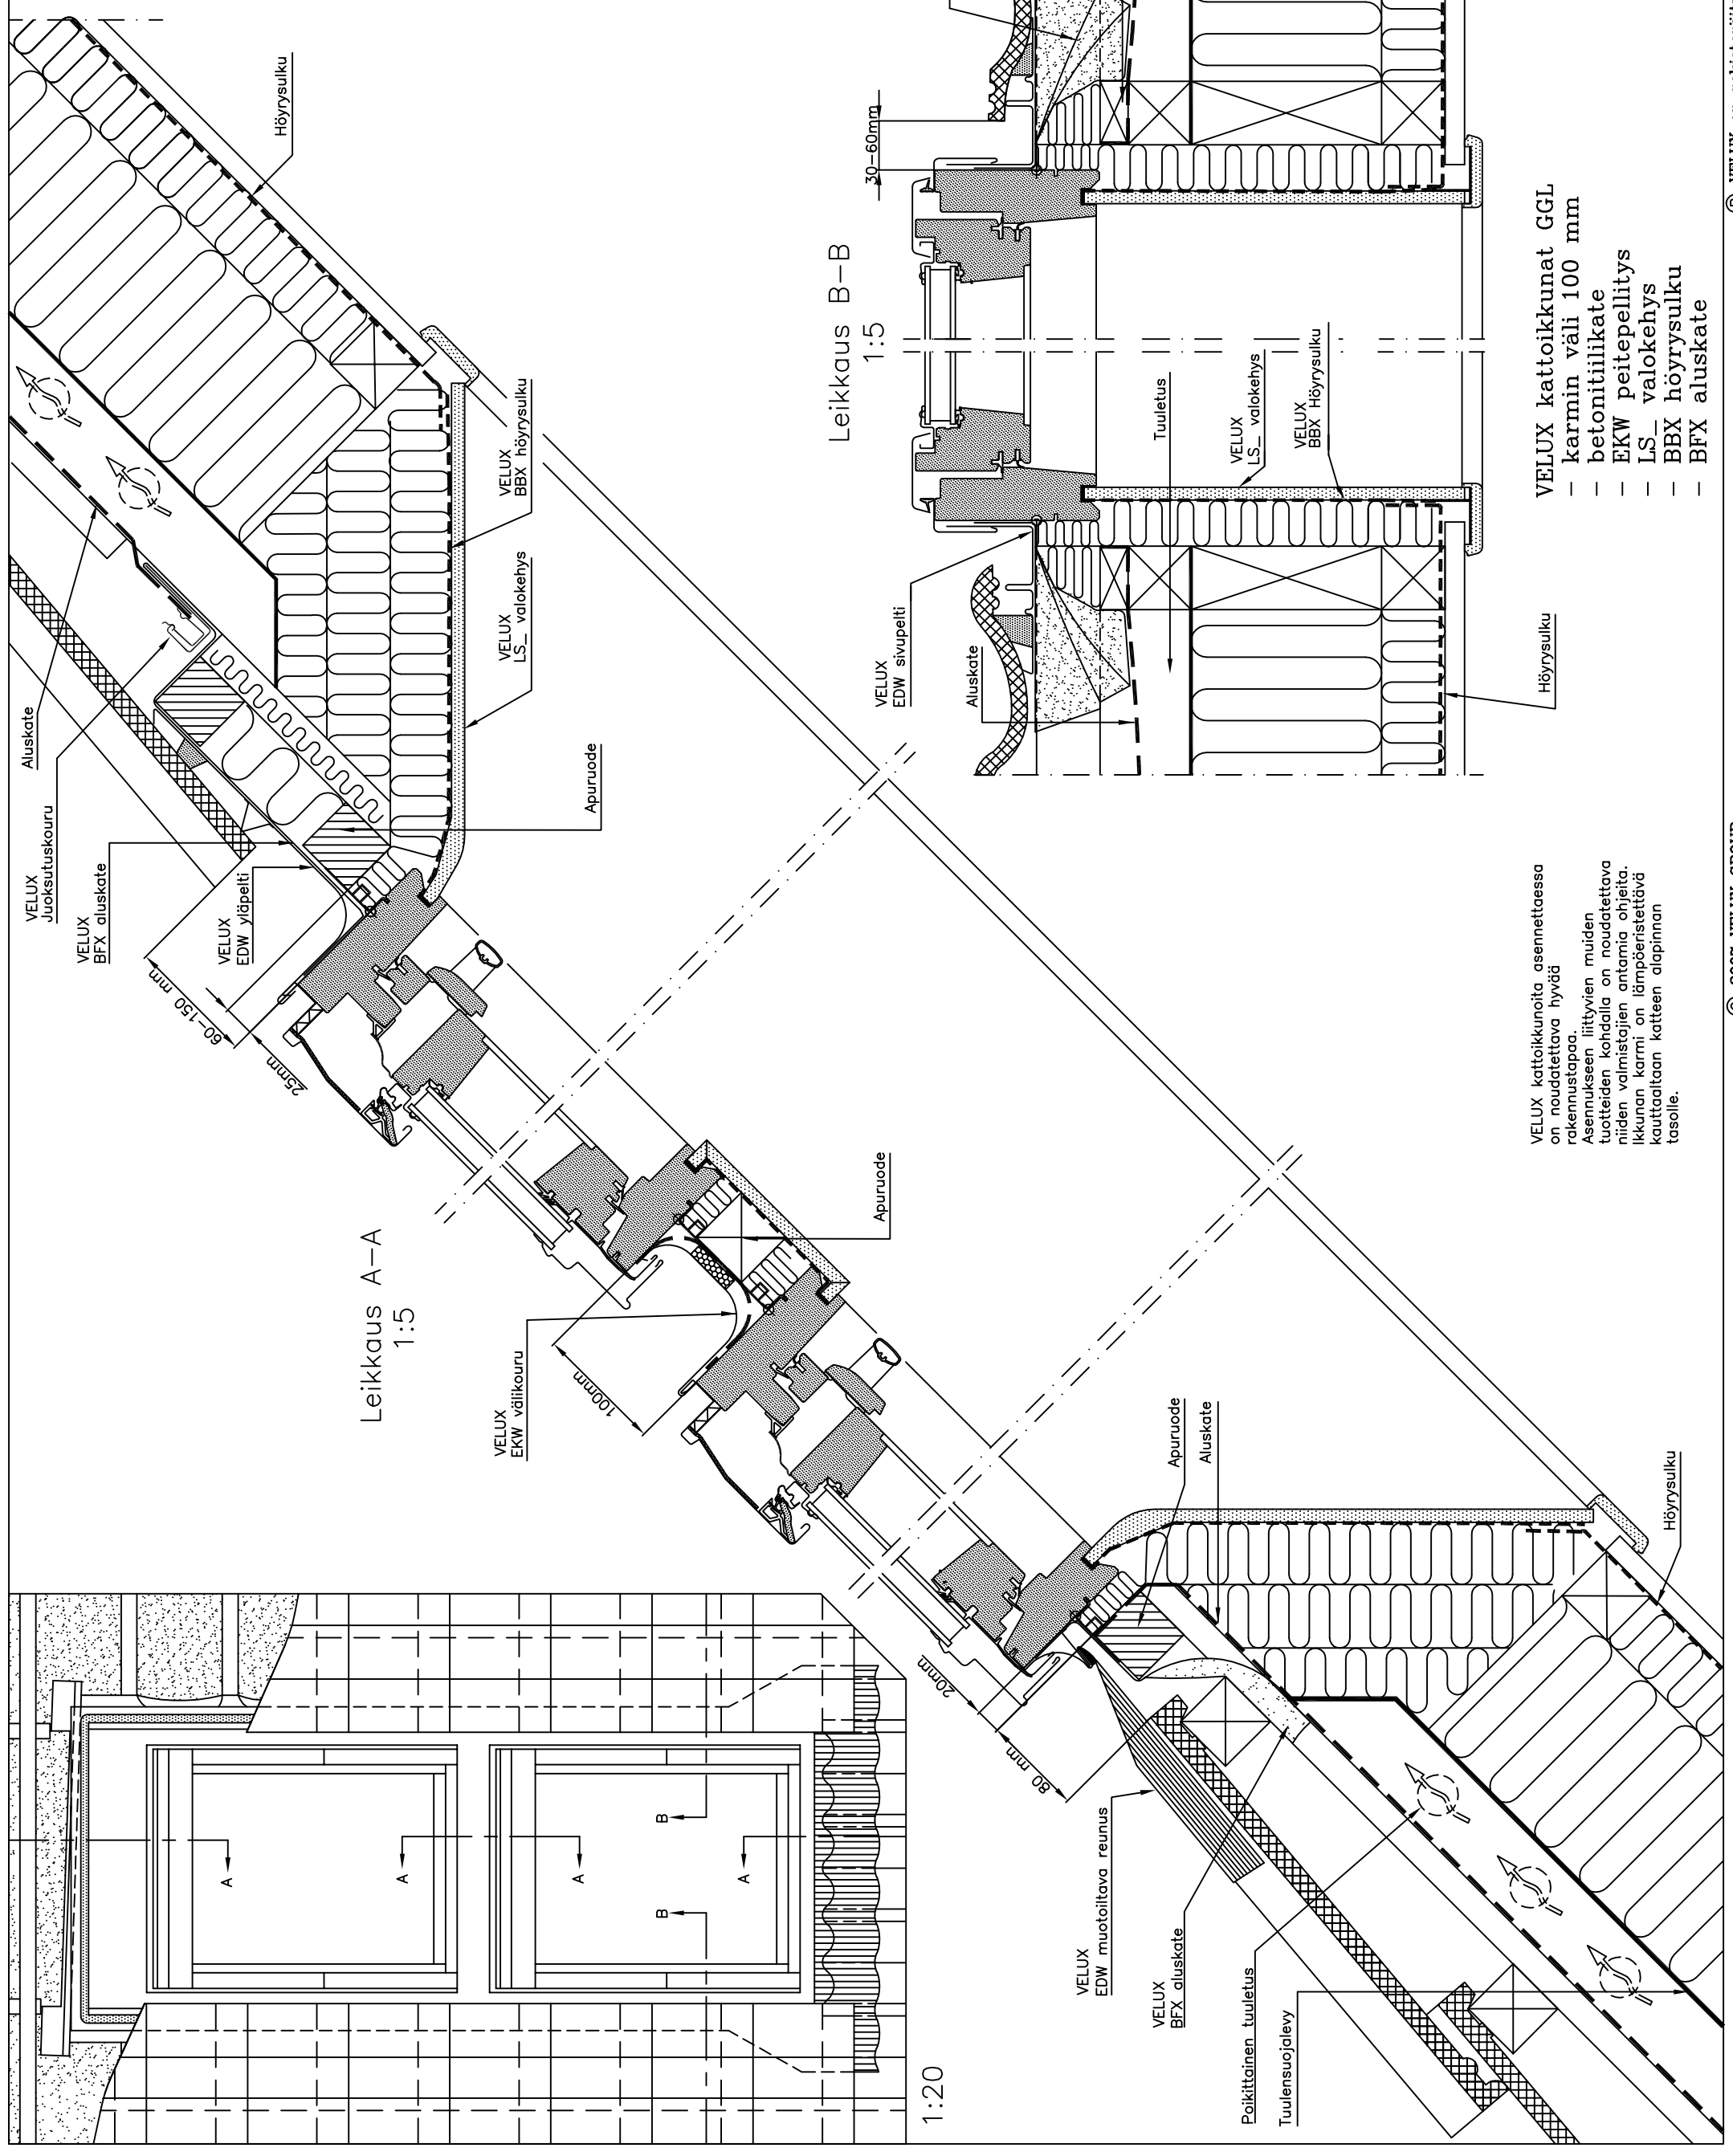 Leikkaus A–A
1:5
Leikkaus B–B
1:5
1:20
A
A
A
A
B
B
Höyrysulku
VELUX
BBX höyrysulku
VELUX
LS_ valokehys
Apuruode
Aluskate
VELUX
Juoksutuskouru
VELUX
BFX aluskate
VELUX
EDW yläpelti
60–150 mm
25mm
VELUX
EKW välikouru
100mm
Apuruode
20mm
80 mm
Apuruode
Aluskate
Höyrysulku
VELUX
EDW muotoiltava reunus
VELUX
BFX aluskate
Poikittainen tuuletus
Tuulensuojalevy
30–60mm
Tuuletus
VELUX
LS_ valokehys
VELUX
BBX Höyrysulku
VELUX
EDW sivupelti
Aluskate
Höyrysulku
VELUX kattoikkunat GGL
– karmin väli 100 mm
– betonitiilikate
– EKW peitepellitys
– LS_ valokehys
– BBX höyrysulku
– BFX aluskate
VELUX kattoikkunoita asennettaessa
on noudatettava hyvää
rakennustapaa.
Asennukseen liittyvien muiden
tuotteiden kohdalla on noudatettava
niiden valmistajien antamia ohjeita.
Ikkunan karmi on lämpöeristettävä
kauttaaltaan katteen alapinnan
tasolle.